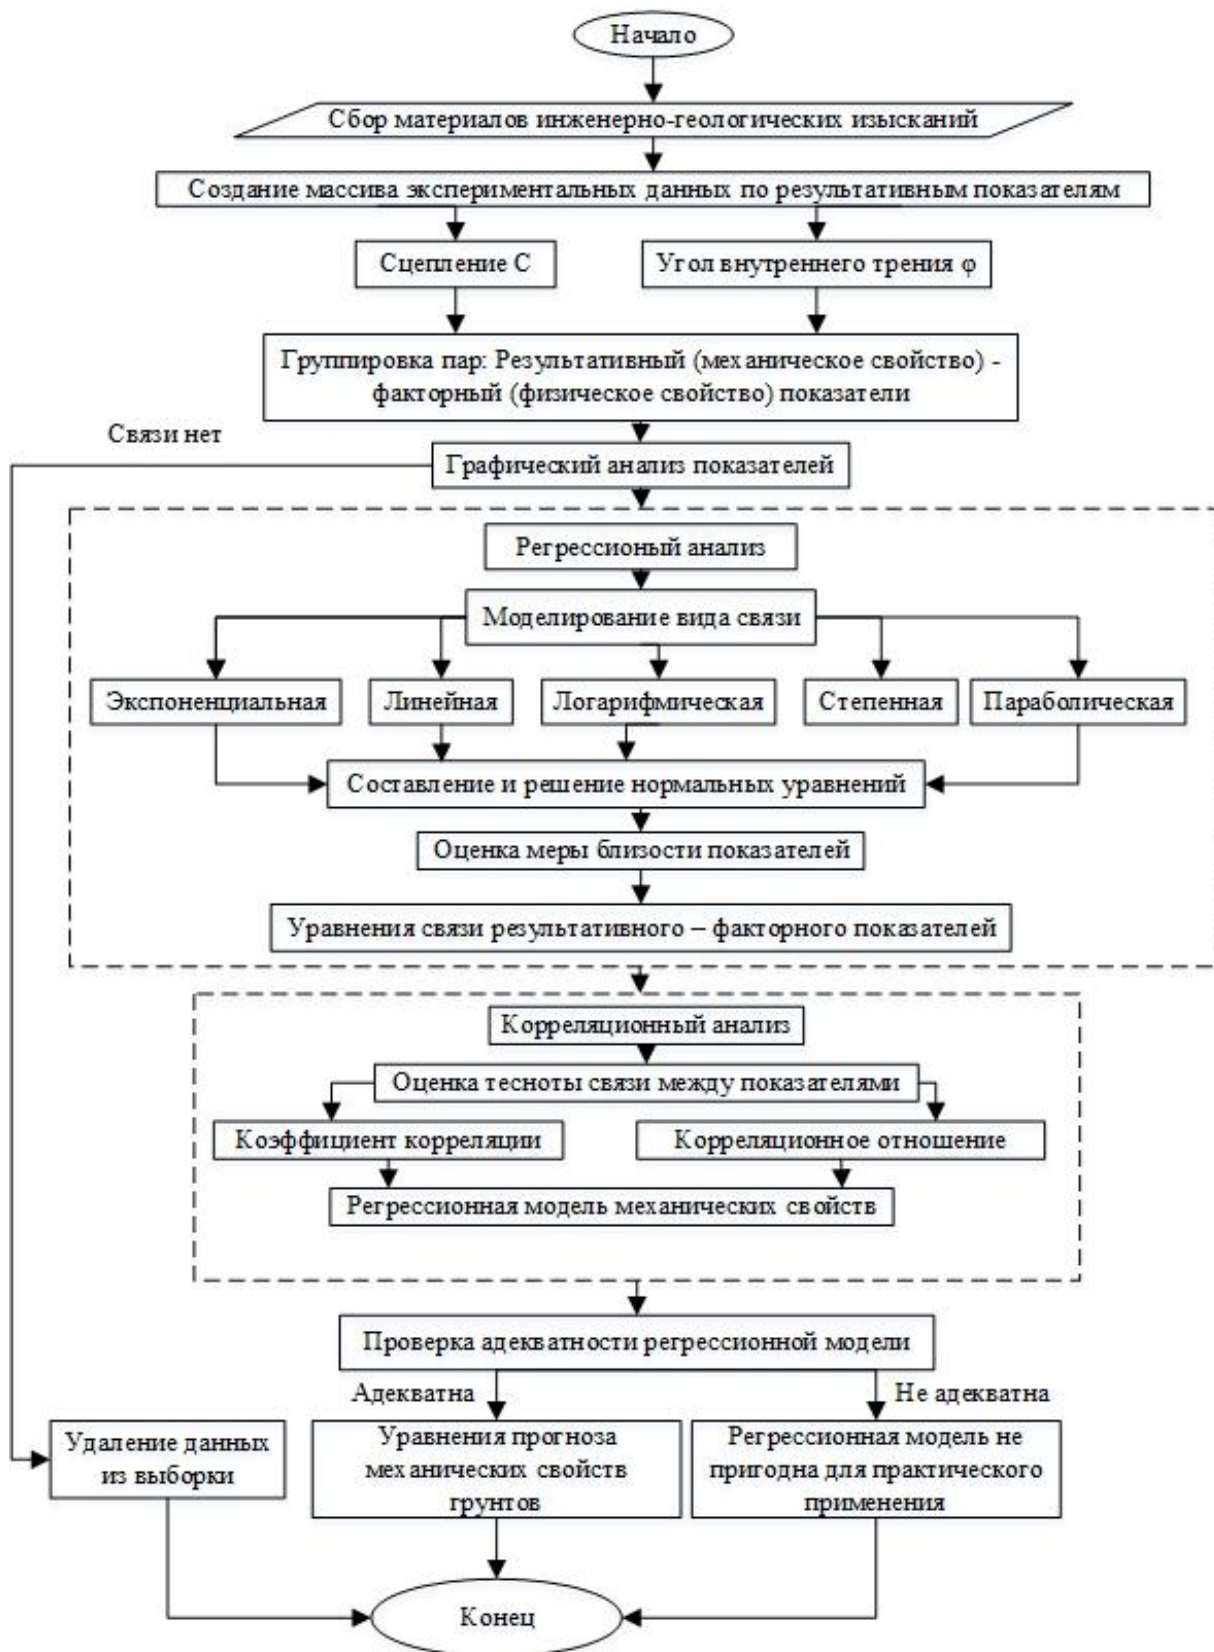 Начало
Сбор материалов инженерно-геологических изысканий
Создание массива экспериментальных данных по результативным показателям
Сцепление С
Угол внутреннего трения φ
Группировка пар: Результативный (механическое свойство) -
факторный (физическое свойство) показатели
Связи нет
Графический анализ показателей
Регрессионый анализ
Моделирование вида связи
Экспоненциальная
Линейная
Логарифмическая
Степенная
Параболическая
Составление и решение нормальных уравнений
Оценка меры близости показателей
Уравнения связи результативного – факторного показателей
Корреляционный анализ
Оценка тесноты связи между показателями
Коэффициент корреляции
Корреляционное отношение
Регрессионная модель механических свойств
Проверка адекватности регрессионной модели
Адекватна
Не адекватна
Удаление данных
из выборки
Уравнения прогноза
механических свойств
грунтов
Регрессионная модель не
пригодна для практического
применения
Конец